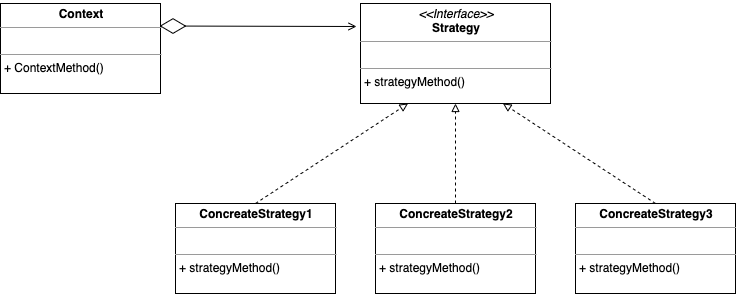 Context
+ ContextMethod()
<<Interface>>
Strategy
+ strategyMethod()
ConcreateStrategy1
+ strategyMethod()
ConcreateStrategy2
+ strategyMethod()
ConcreateStrategy3
+ strategyMethod()